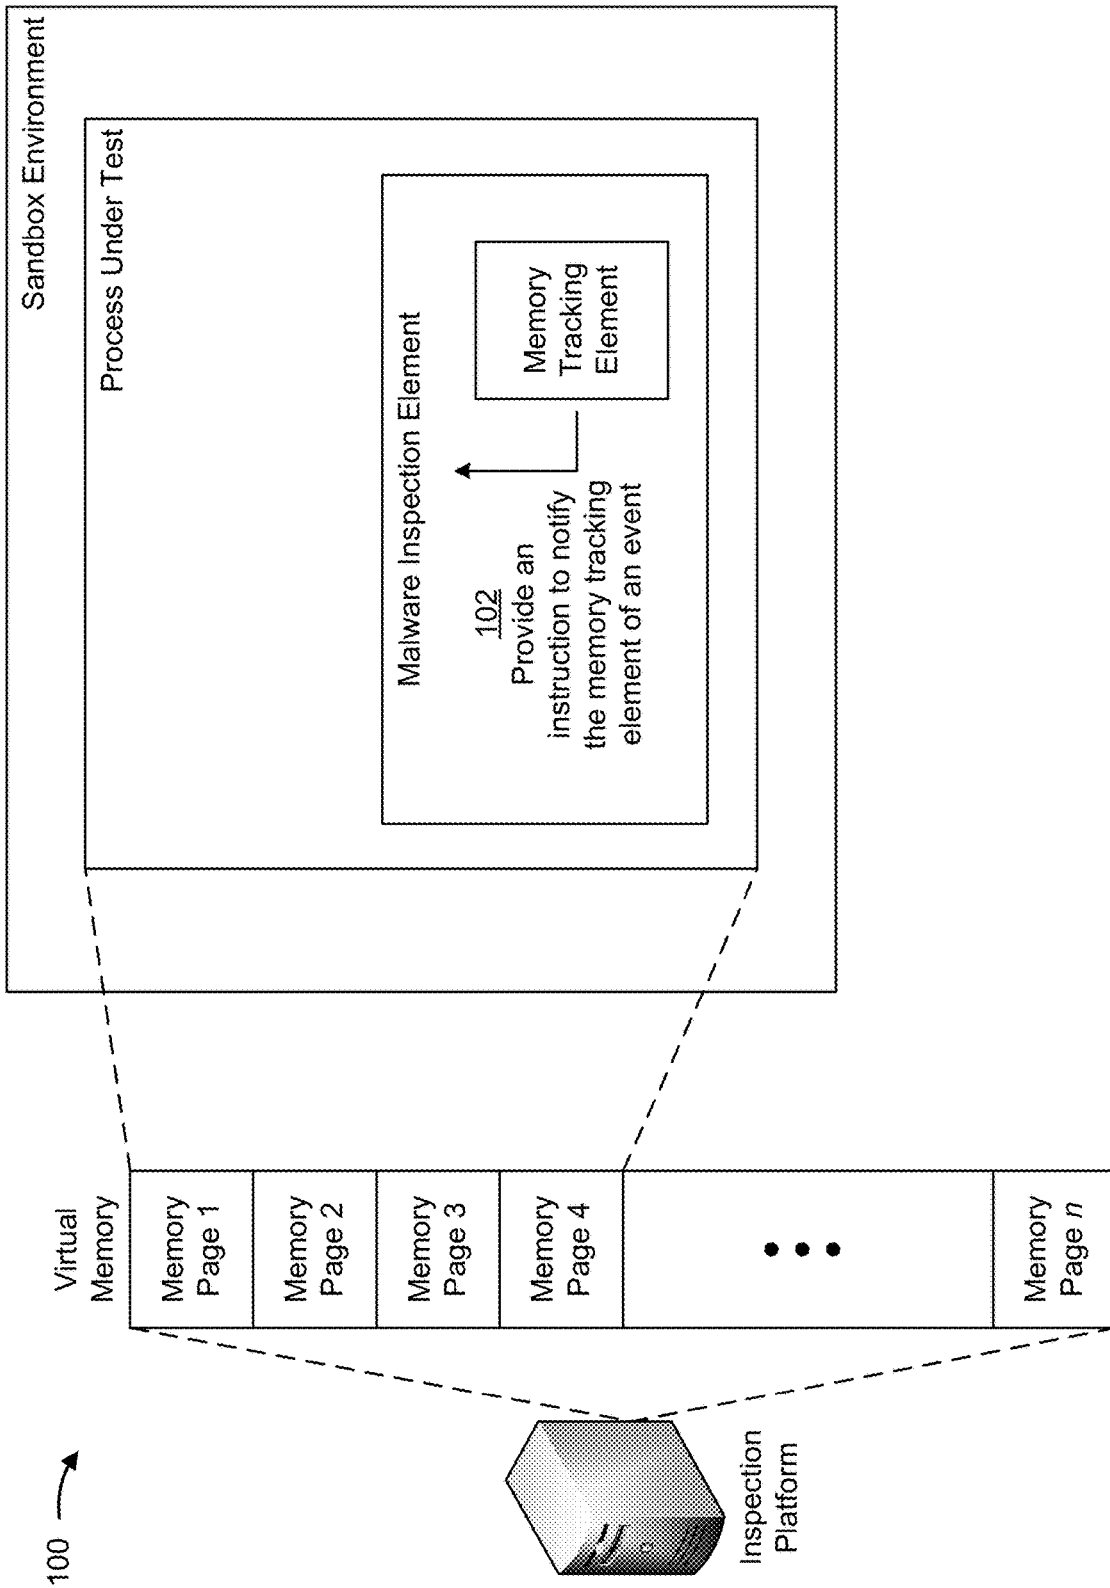 100
Inspection
Platform
Virtual
Memory
Memory
Page 1
Memory
Page 2
Memory
Page 3
Memory
Page 4
Memory
Page n
Sandbox Environment
Process Under Test
Malware Inspection Element
102
Provide an
instruction to notify
the memory tracking
element of an event
Memory
Tracking
Element